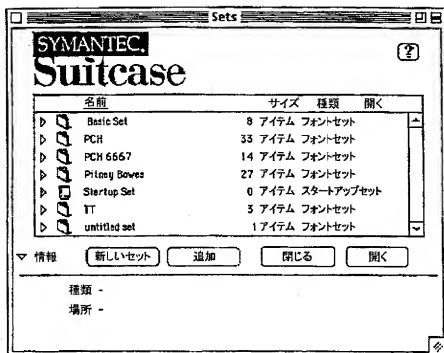 Sets
SYMANTEC.
Suitcase
?
名前 サイズ 種類 開く
Basic Set 8 アイテム フォントセット
PCH 33 アイテム フォントセット
PCH 6667 14 アイテム フォントセット
Pitney Bowes 27 アイテム フォントセット
Startup Set 0 アイテム スタートアップセット
TT 3 アイテム フォントセット
untitled set 1 アイテム フォントセット
情報 新しいセット 追加 閉じる 開く
種類 -
場所 -